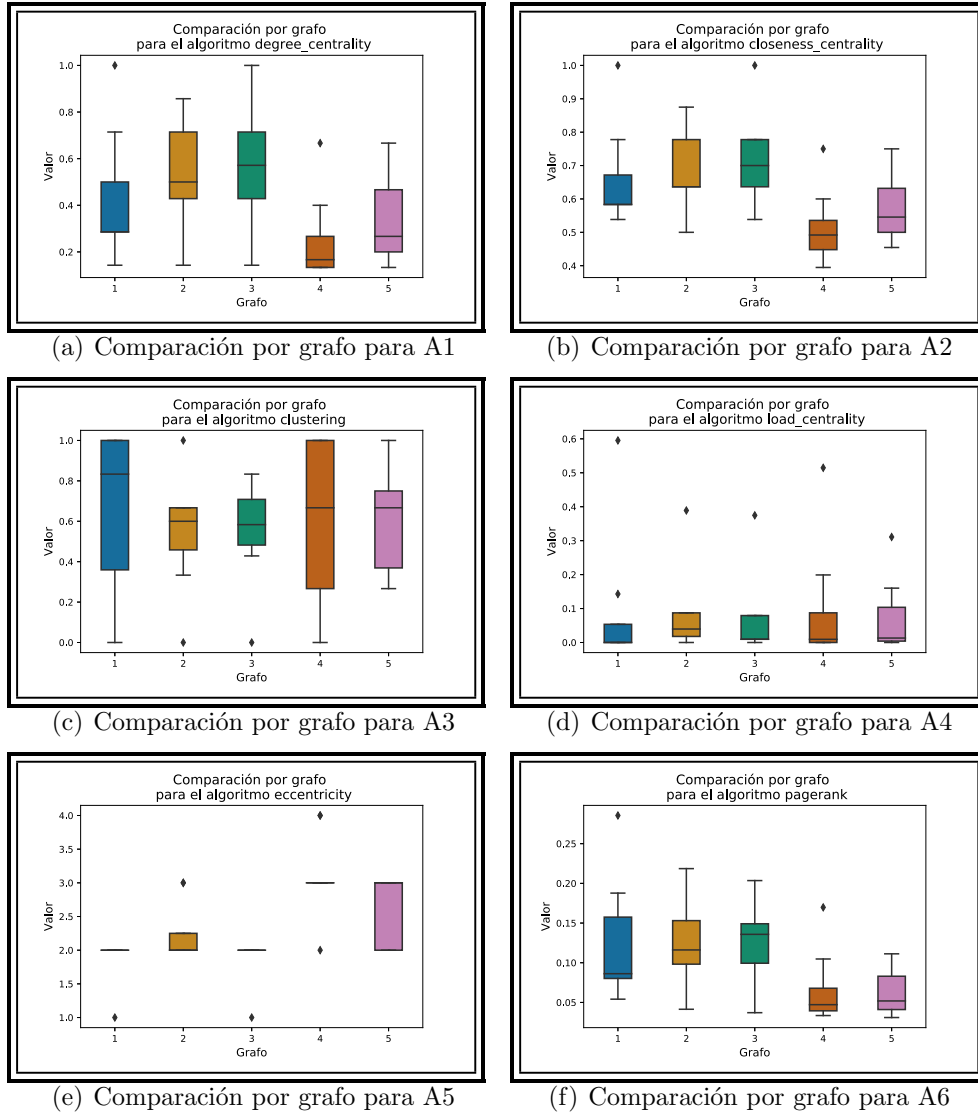 Comparación por grafo
para el algoritmo degree_centrality
1.0
0.8
0.6
0.4
0.2
Valor
1 2 3 4 5
Grafo
(a) Comparación por grafo para A1
Comparación por grafo
para el algoritmo closeness_centrality
1.0
0.9
0.8
0.7
0.6
0.5
0.4
Valor
1 2 3 4 5
Grafo
(b) Comparación por grafo para A2
Comparación por grafo
para el algoritmo clustering
1.0
0.8
0.6
0.4
0.2
0.0
Valor
1 2 3 4 5
Grafo
(c) Comparación por grafo para A3
Comparación por grafo
para el algoritmo load_centrality
0.6
0.5
0.4
0.3
0.2
0.1
0.0
Valor
1 2 3 4 5
Grafo
(d) Comparación por grafo para A4
Comparación por grafo
para el algoritmo eccentricity
4.0
3.5
3.0
2.5
2.0
1.5
1.0
Valor
1 2 3 4 5
Grafo
(e) Comparación por grafo para A5
Comparación por grafo
para el algoritmo pagerank
0.25
0.20
0.15
0.10
0.05
Valor
1 2 3 4 5
Grafo
(f) Comparación por grafo para A6